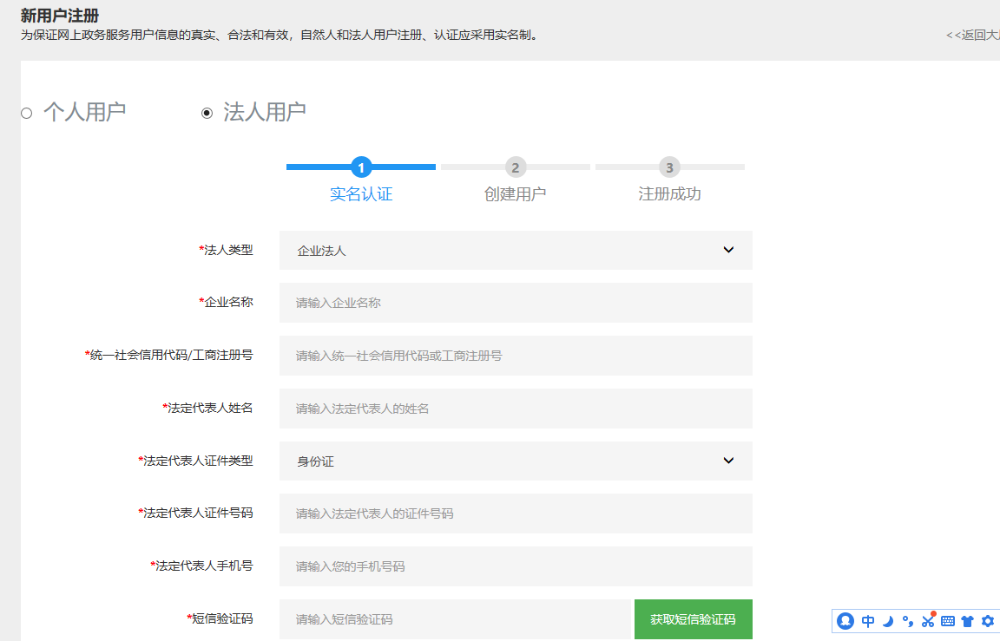 新用户注册
为保证网上政务服务用户信息的真实、合法和有效，自然人和法人用户注册、认证应采用实名制。
<<返回大
个人用户
法人用户
1
2
3
实名认证
创建用户
注册成功
*法人类型
企业法人
*企业名称
请输入企业名称
*统一社会信用代码/工商注册号
请输入统一社会信用代码或工商注册号
*法定代表人姓名
请输入法定代表人的姓名
*法定代表人证件类型
身份证
*法定代表人证件号码
请输入法定代表人的证件号码
*法定代表人手机号
请输入您的手机号码
*短信验证码
请输入短信验证码
获取短信验证码
中